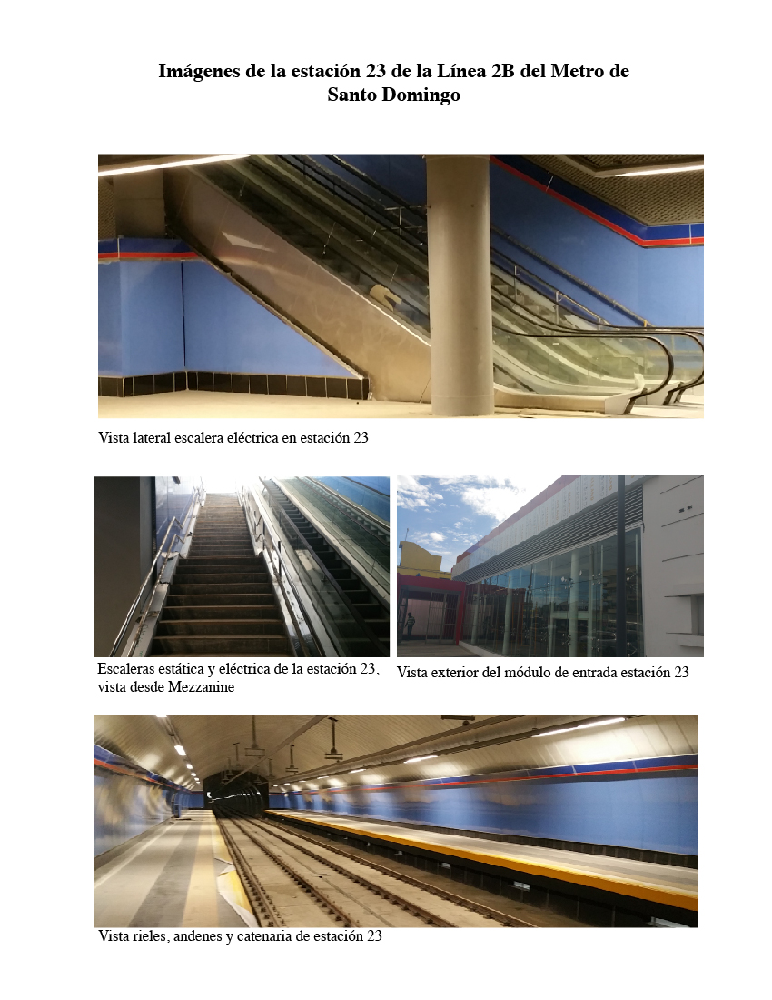 Imágenes de la estación 23 de la Línea 2B del Metro de
Santo Domingo
Vista lateral escalera eléctrica en estación 23
Escaleras estática y eléctrica de la estación 23,
vista desde Mezzanine
Vista exterior del módulo de entrada estación 23
Vista rieles, andenes y catenaria de estación 23